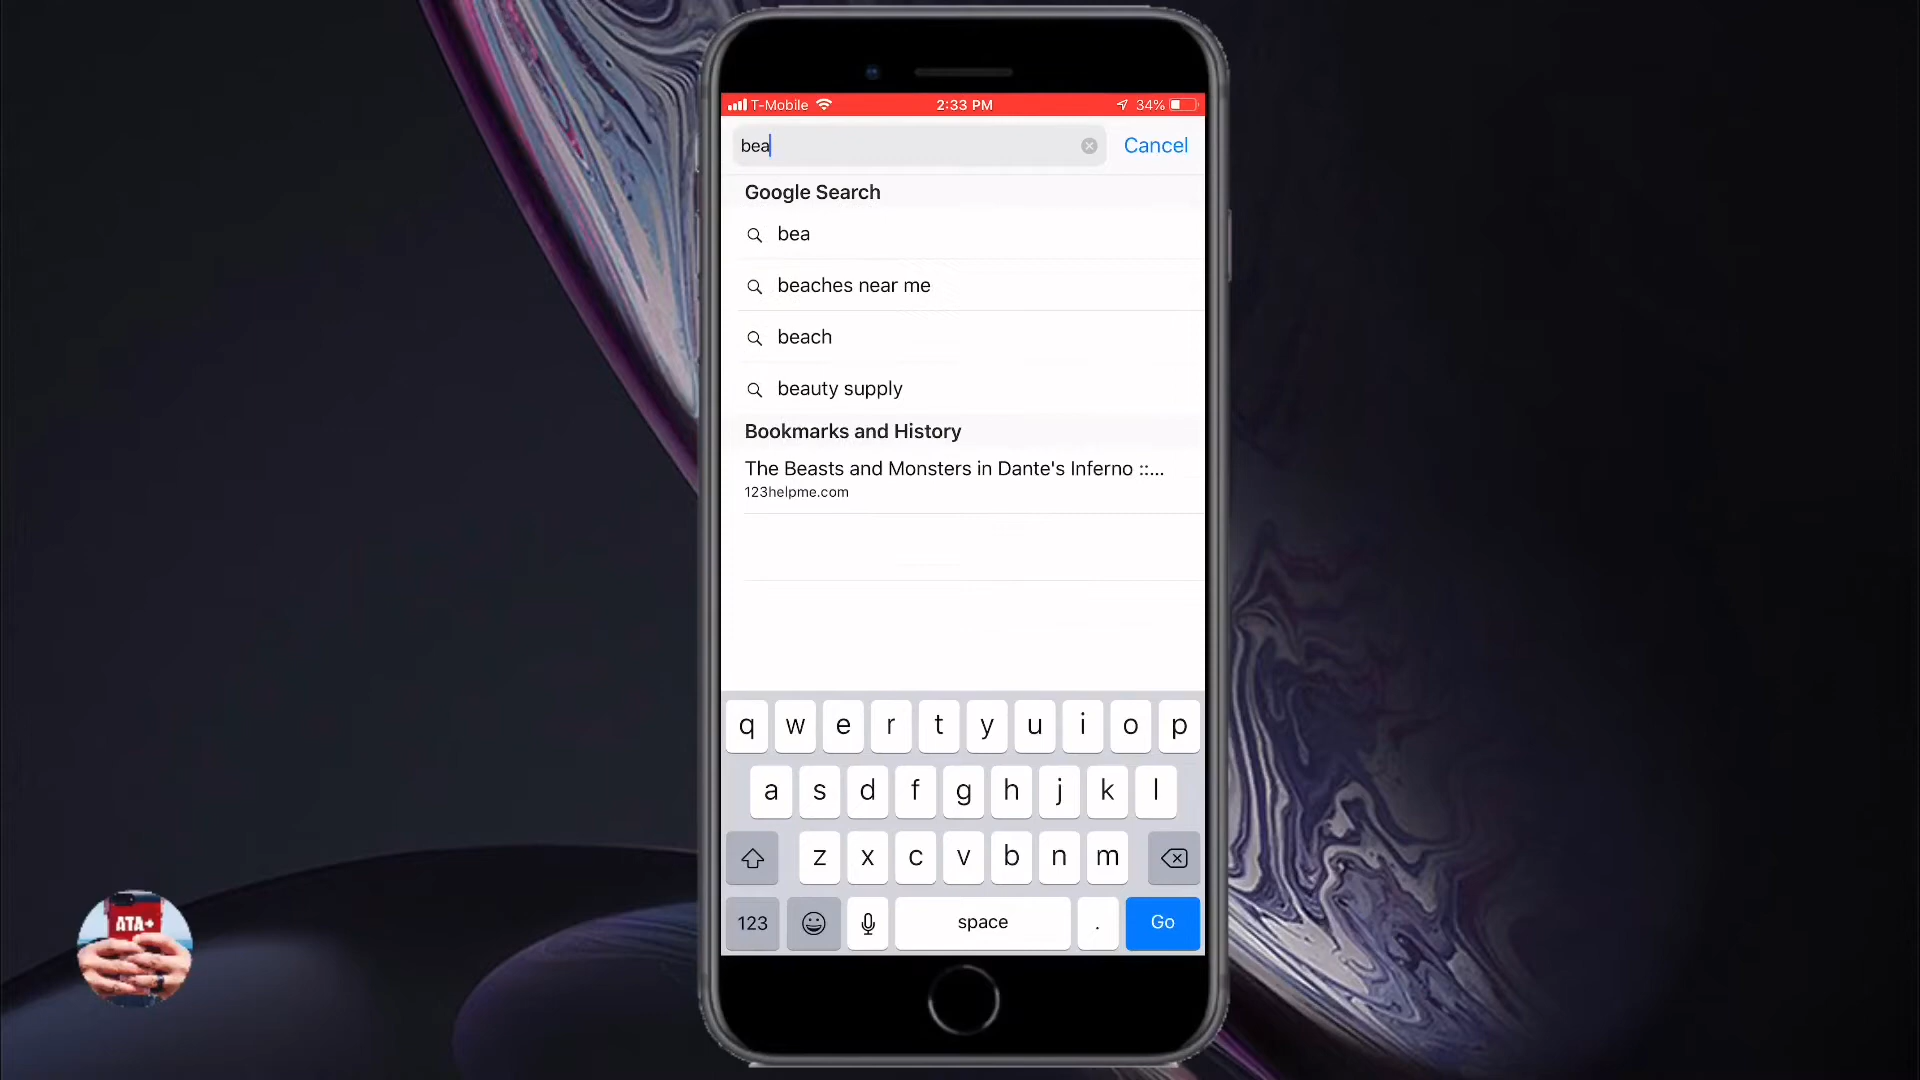 T-Mobile 2:33 PM 34%
bea Cancel
Google Search
bea
beaches near me
beach
beauty supply
Bookmarks and History
The Beasts and Monsters in Dante's Inferno ::...
123helpme.com
q w e r t y u i o p
a s d f g h j k l
z x c v b n m
123 space . Go
ATA+